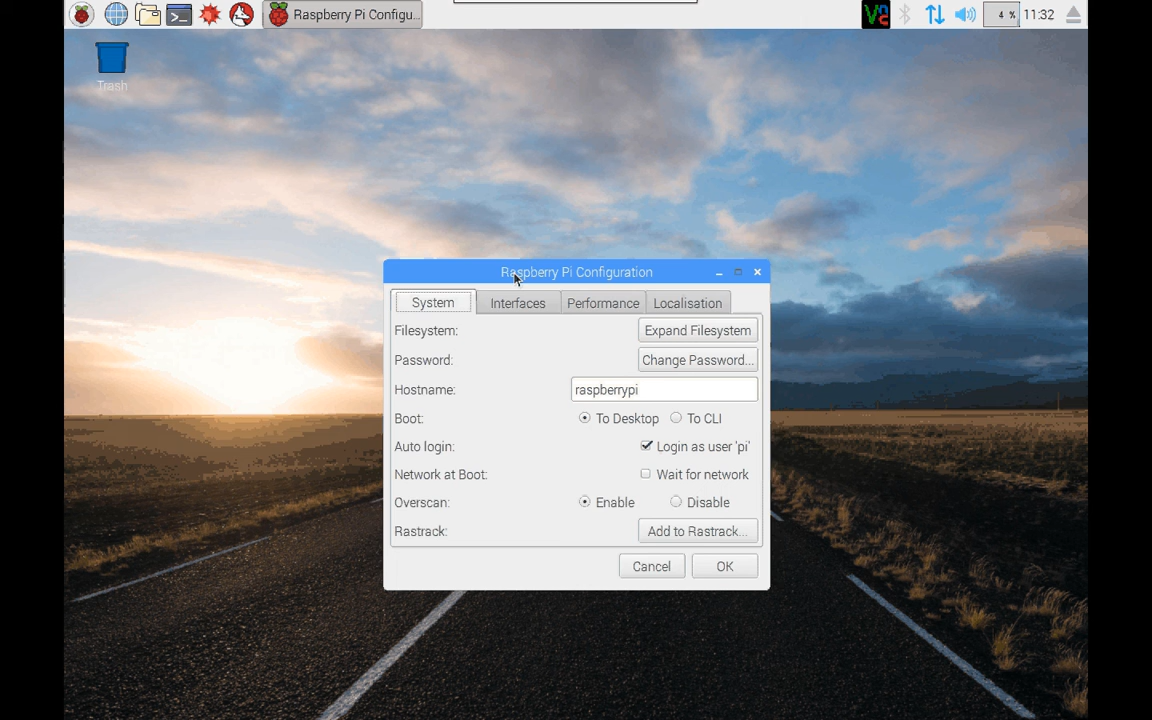 Raspberry Pi Configu... 4 % 11:32
Trash
Raspberry Pi Configuration
System Interfaces Performance Localisation
Filesystem: Expand Filesystem
Password: Change Password...
Hostname: raspberrypi
Boot: To Desktop To CLI
Auto login: Login as user 'pi'
Network at Boot: Wait for network
Overscan: Enable Disable
Rastrack: Add to Rastrack...
Cancel OK